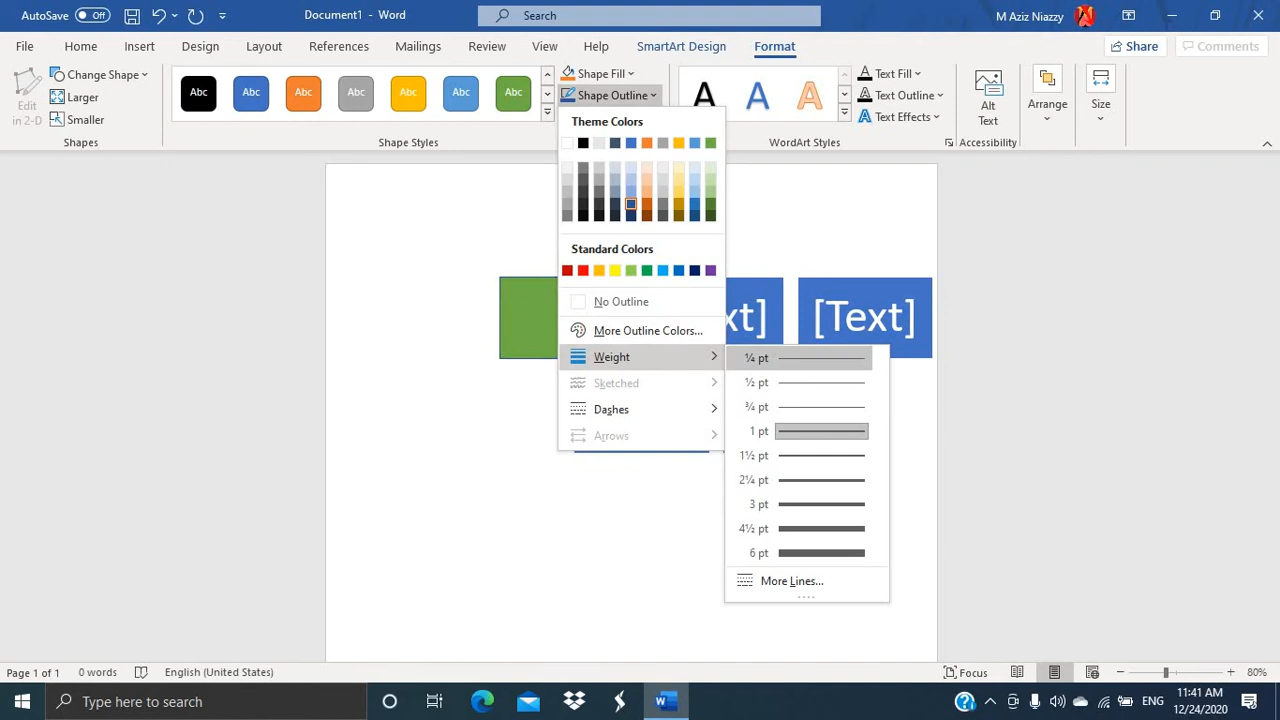 AutoSave Off
Document1 - Word
Search
M Aziz Niazzy
File Home Insert Design Layout References Mailings Review View Help SmartArt Design Format
Share Comments
Edit in 2-D
Change Shape
Larger
Smaller
Shapes
Abc Abc Abc Abc Abc Abc Abc
Shape Styles
Shape Fill
Shape Outline
A A A
WordArt Styles
Text Fill
Text Outline
Text Effects
Alt Text
Accessibility
Arrange
Size
Theme Colors
Standard Colors
No Outline
More Outline Colors...
Weight
Sketched
Dashes
Arrows
xt] [Text]
¼ pt
½ pt
¾ pt
1 pt
1½ pt
2¼ pt
3 pt
4½ pt
6 pt
More Lines...
Page 1 of 1 0 words English (United States)
Focus
80%
Type here to search
ENG
11:41 AM
12/24/2020